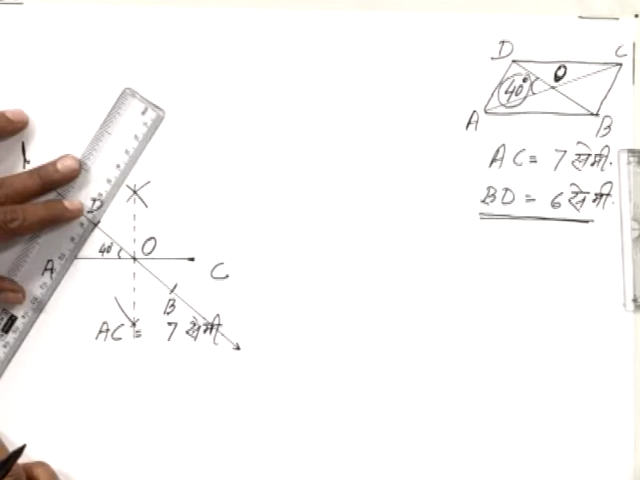 D C
O
40°
A B
AC = 7 सेमी.
BD = 6 सेमी.
D
40° O
A C
B
AC = 7 सेमी